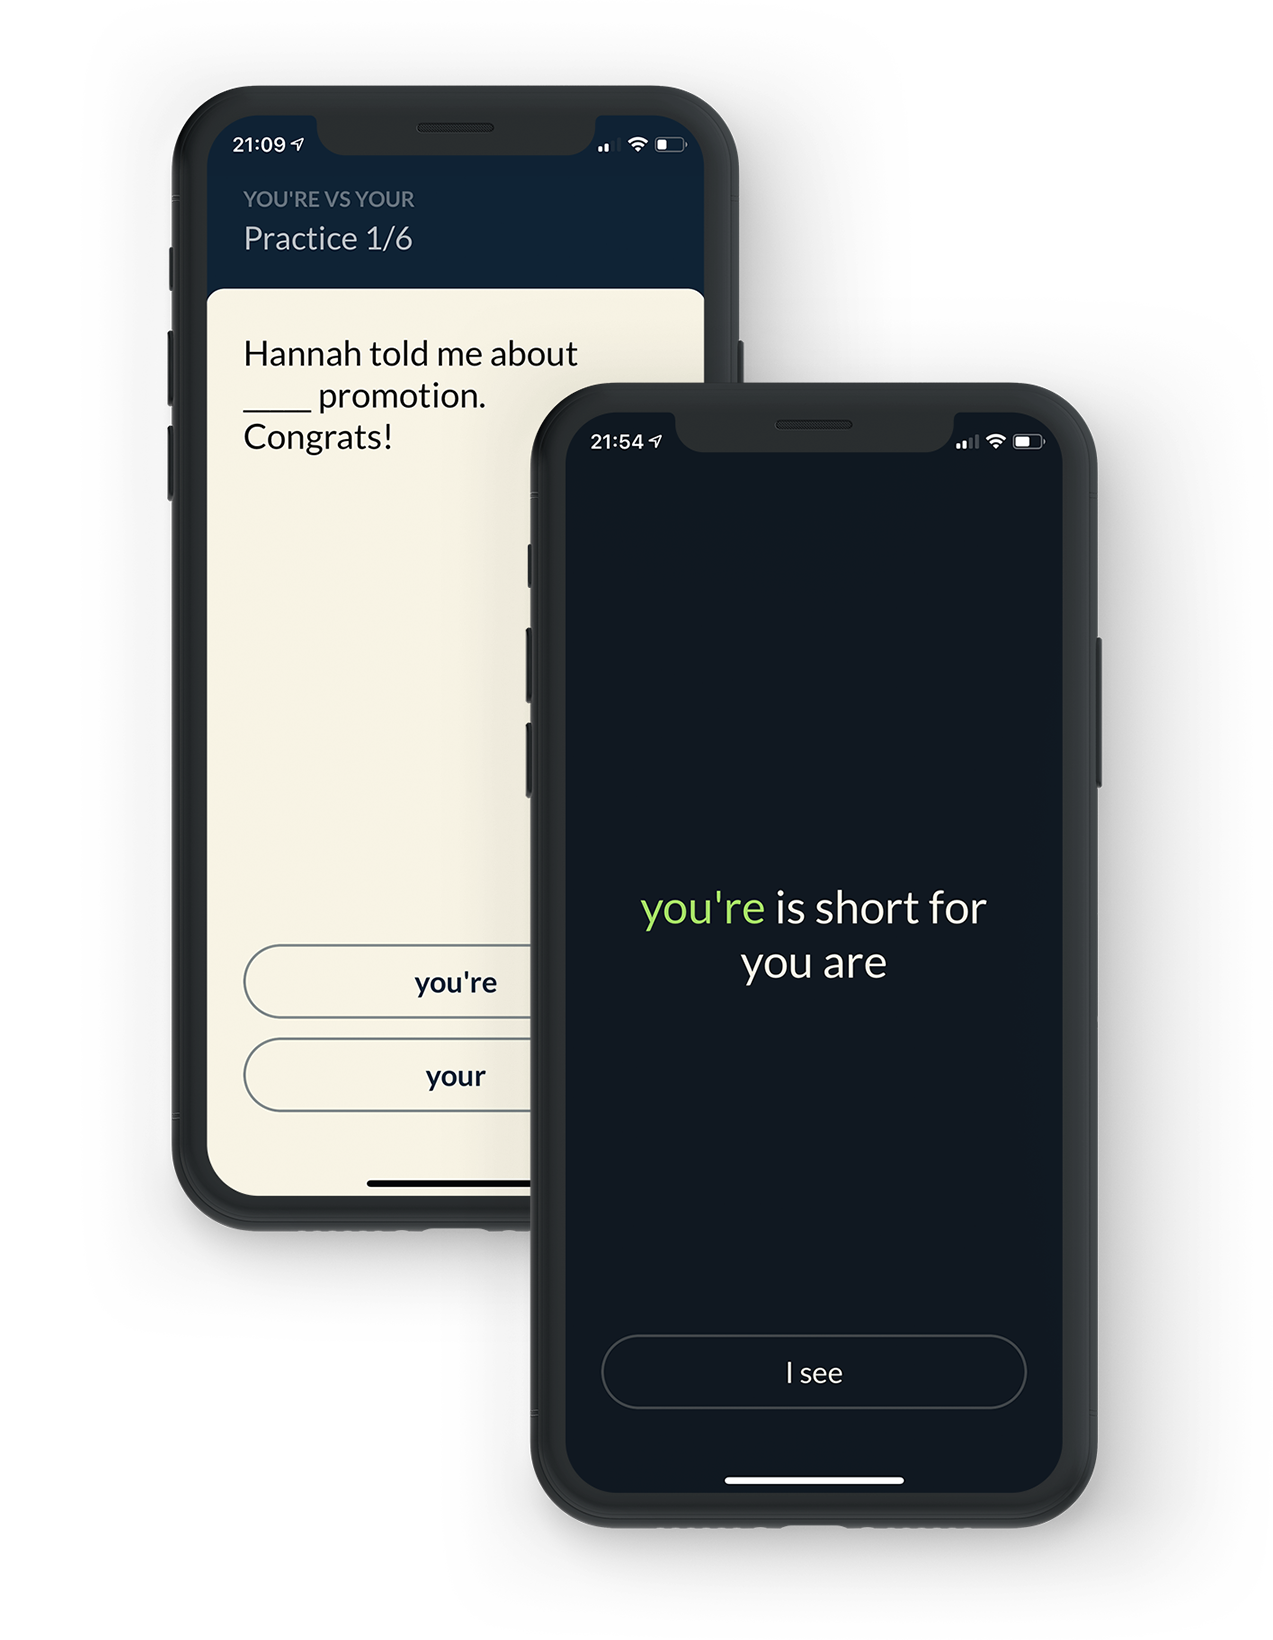 21:09
YOU'RE VS YOUR
Practice 1/6
Hannah told me about
____ promotion.
Congrats!
you're
your
21:54
you're is short for
you are
I see